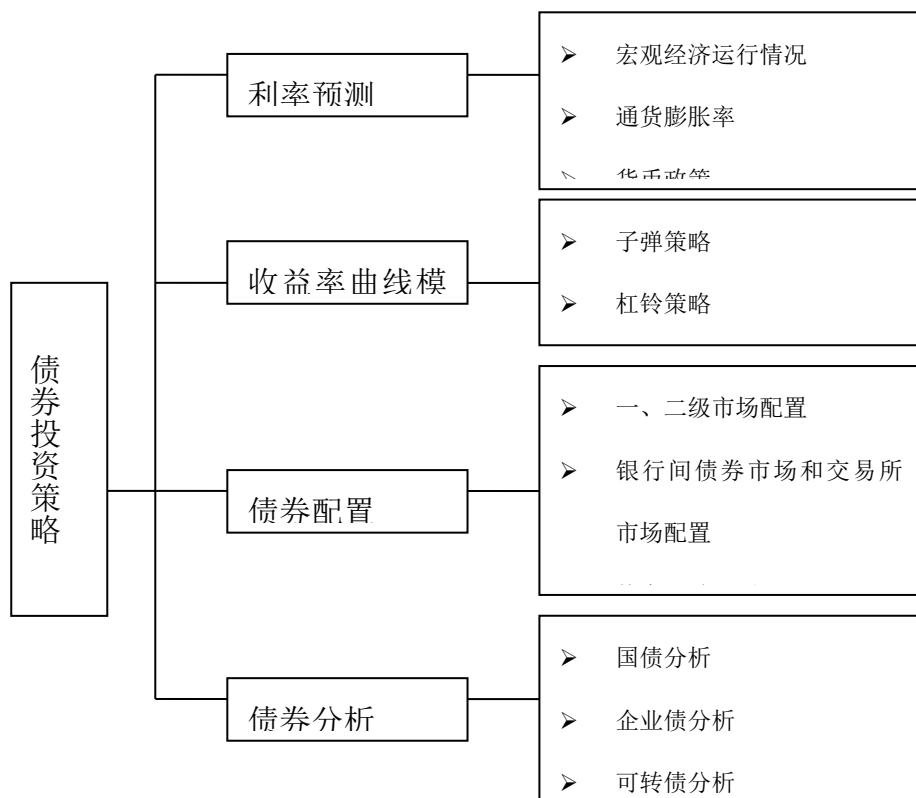 债券投资策略
利率预测
➢ 宏观经济运行情况
➢ 通货膨胀率
➢ 货币政策
收益率曲线模
➢ 子弹策略
➢ 杠铃策略
债券配置
➢ 一、二级市场配置
➢ 银行间债券市场和交易所
市场配置
债券分析
➢ 国债分析
➢ 企业债分析
➢ 可转债分析